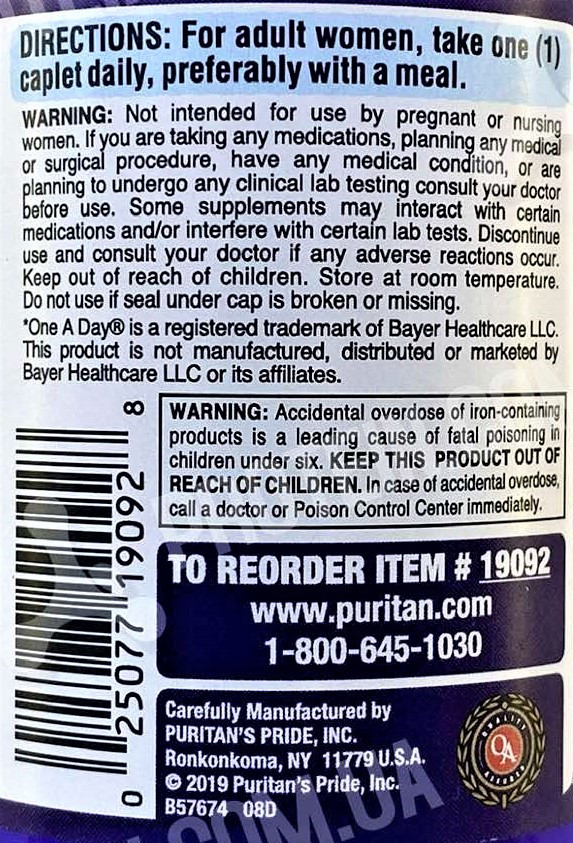 DIRECTIONS: For adult women, take one (1)
caplet daily, preferably with a meal.
WARNING: Not intended for use by pregnant or nursing
women. If you are taking any medications, planning any medical
or surgical procedure, have any medical condition, or are
planning to undergo any clinical lab testing consult your doctor
before use. Some supplements may interact with certain
medications and/or interfere with certain lab tests. Discontinue
use and consult your doctor if any adverse reactions occur.
Keep out of reach of children. Store at room temperature.
Do not use if seal under cap is broken or missing.
*One A Day® is a registered trademark of Bayer Healthcare LLC.
This product is not manufactured, distributed or marketed by
Bayer Healthcare LLC or its affiliates.
WARNING: Accidental overdose of iron-containing
products is a leading cause of fatal poisoning in
children under six. KEEP THIS PRODUCT OUT OF
REACH OF CHILDREN. In case of accidental overdose,
call a doctor or Poison Control Center immediately.
0 25077 19092 8
TO REORDER ITEM # 19092
www.puritan.com
1-800-645-1030
Carefully Manufactured by
PURITAN'S PRIDE, INC.
Ronkonkoma, NY 11779 U.S.A.
© 2019 Puritan's Pride, Inc.
B57674 08D
QUALITY
QA
.COM.UA